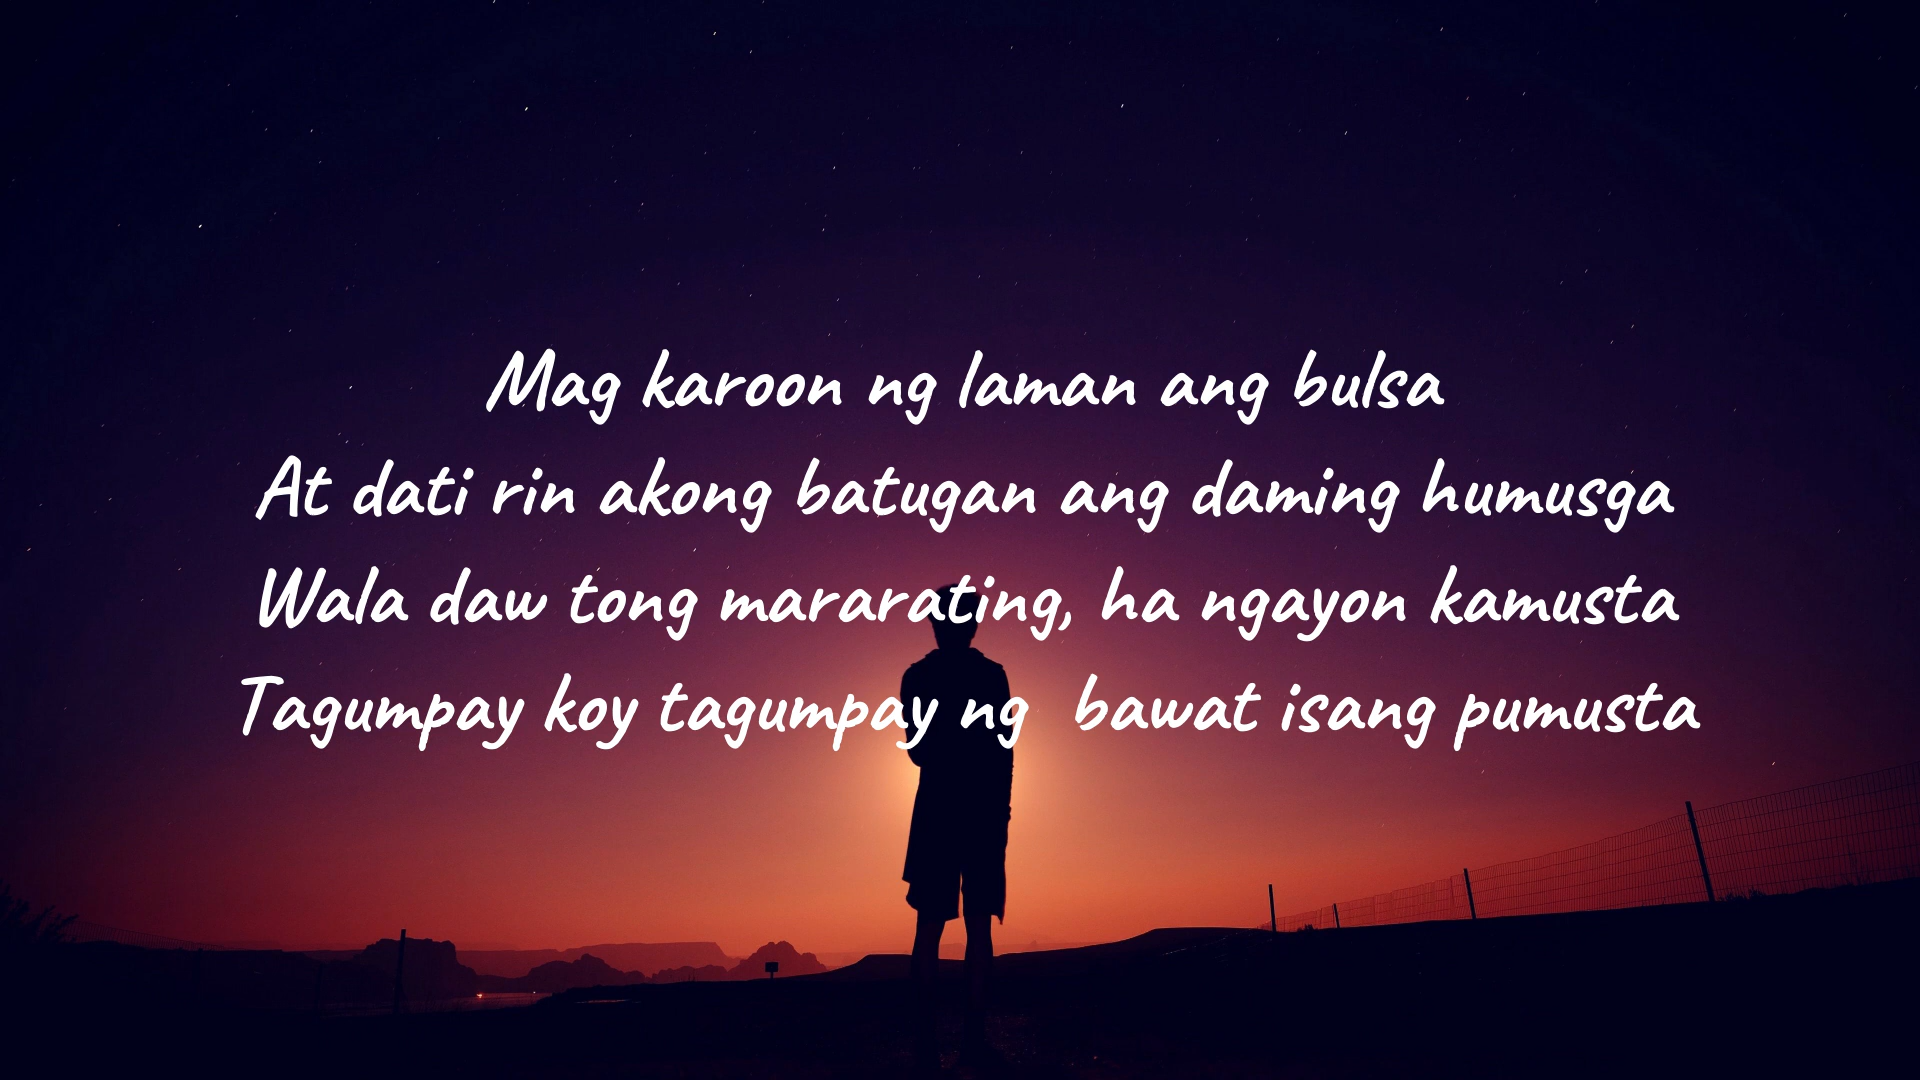 Mag karoon ng laman ang bulsa
At dati rin akong batugan ang daming humusga
Wala daw tong mararating, ha ngayon kamusta
Tagumpay koy tagumpay ng  bawat isang pumusta